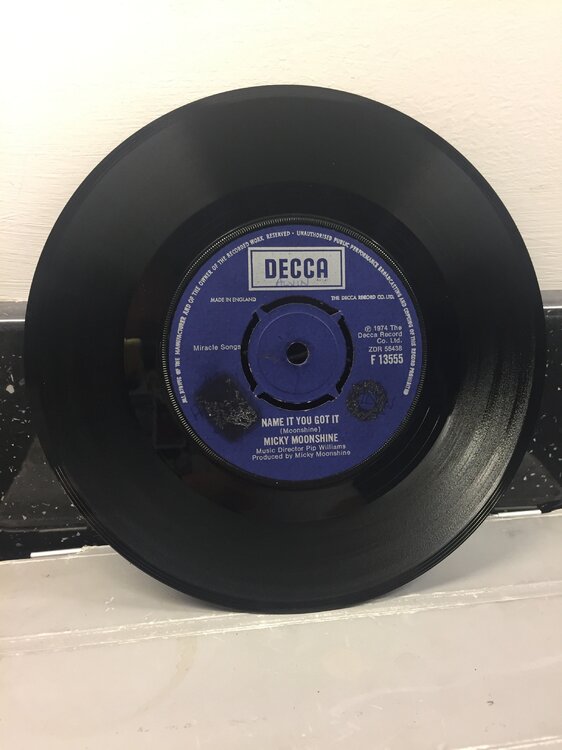 ALL RIGHTS OF THE MANUFACTURER AND OF THE OWNER OF THE RECORDED WORK RESERVED • UNAUTHORISED PUBLIC PERFORMANCE BROADCASTING AND COPYING OF THIS RECORD PROHIBITED
DECCA
MADE IN ENGLAND
THE DECCA RECORD CO. LTD.
Miracle Songs
℗ 1974 The
Decca Record
Co. Ltd.
ZDR 55438
F 13555
NAME IT YOU GOT IT
(Moonshine)
MICKY MOONSHINE
Music Director Pip Williams
Produced by Micky Moonshine